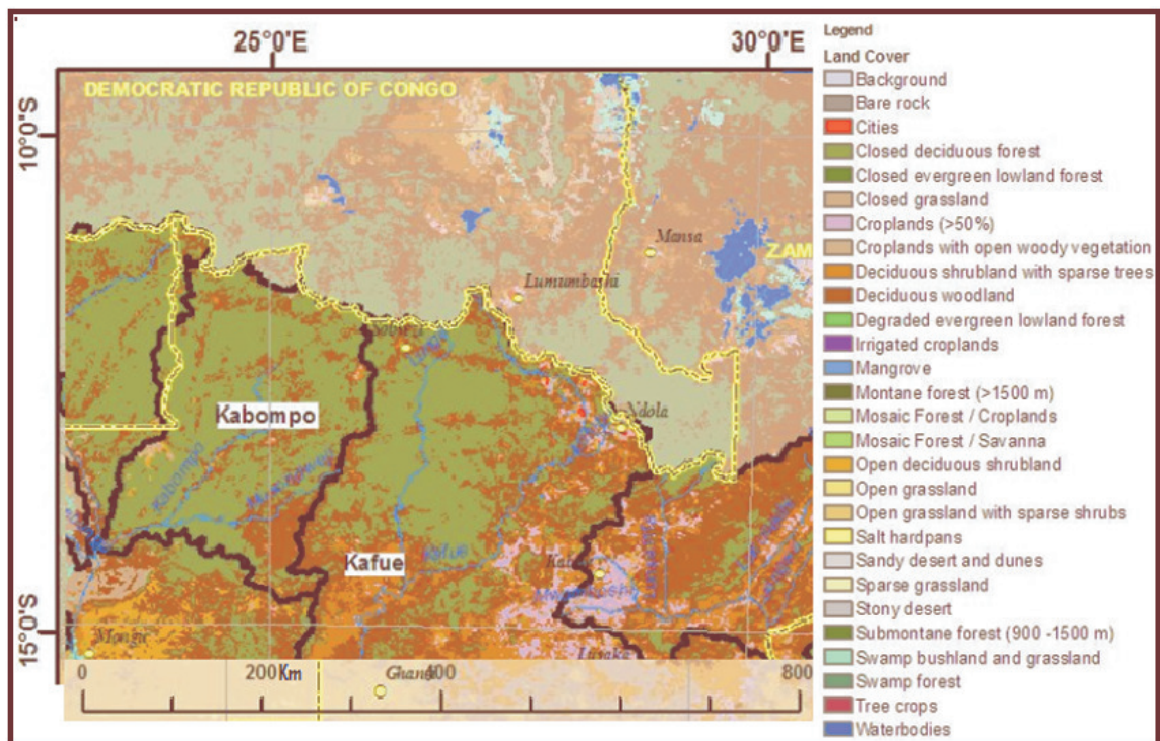 25°0'E
30°0'E
10°0'S
DEMOCRATIC REPUBLIC OF CONGO
Mansa
ZAM
Lumumbashi
Ndola
Kabompo
Kabompo
Kafue
Kafue
15°0'S
Mongu
Lusaka
0
200
Km
400
800
Ghanzi
Legend
Land Cover
Background
Bare rock
Cities
Closed deciduous forest
Closed evergreen lowland forest
Closed grassland
Croplands (>50%)
Croplands with open woody vegetation
Deciduous shrubland with sparse trees
Deciduous woodland
Degraded evergreen lowland forest
Irrigated croplands
Mangrove
Montane forest (>1500 m)
Mosaic Forest / Croplands
Mosaic Forest / Savanna
Open deciduous shrubland
Open grassland
Open grassland with sparse shrubs
Salt hardpans
Sandy desert and dunes
Sparse grassland
Stony desert
Submontane forest (900 -1500 m)
Swamp bushland and grassland
Swamp forest
Tree crops
Waterbodies